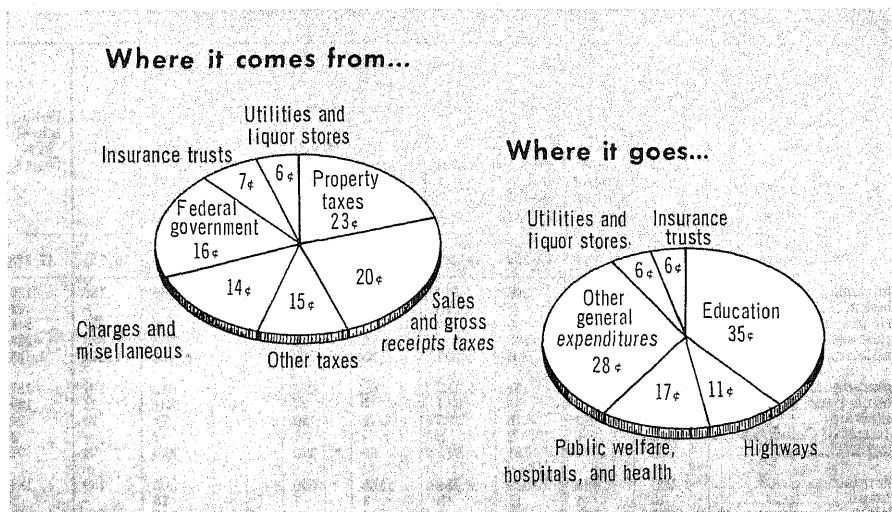 Where it comes from...
Utilities and
liquor stores
Insurance trusts
7¢
6¢
Property
taxes
23¢
Federal
government
16¢
20¢
14¢
15¢
Sales
and gross
receipts taxes
Charges and
misellaneous.
Other taxes
Where it goes...
Utilities and
liquor stores.
Insurance
trusts
6¢
6¢
Other
general
expenditures
28¢
Education
35¢
17¢
11¢
Public welfare,
hospitals, and health
Highways